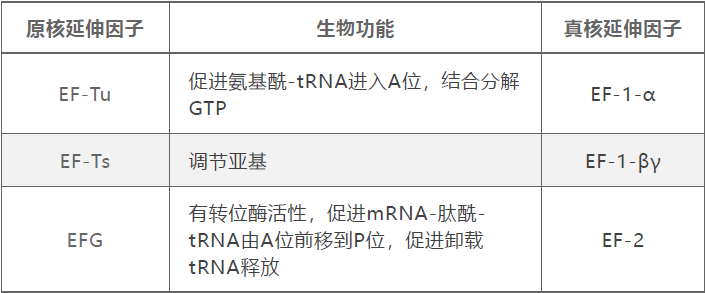 原核延伸因子 生物功能 真核延伸因子
EF-Tu 促进氨基酰-tRNA进入A位，结合分解
GTP EF-1-α
EF-Ts 调节亚基 EF-1-βγ
EFG 有转位酶活性，促进mRNA-肽酰-
tRNA由A位前移到P位，促进卸载
tRNA释放 EF-2